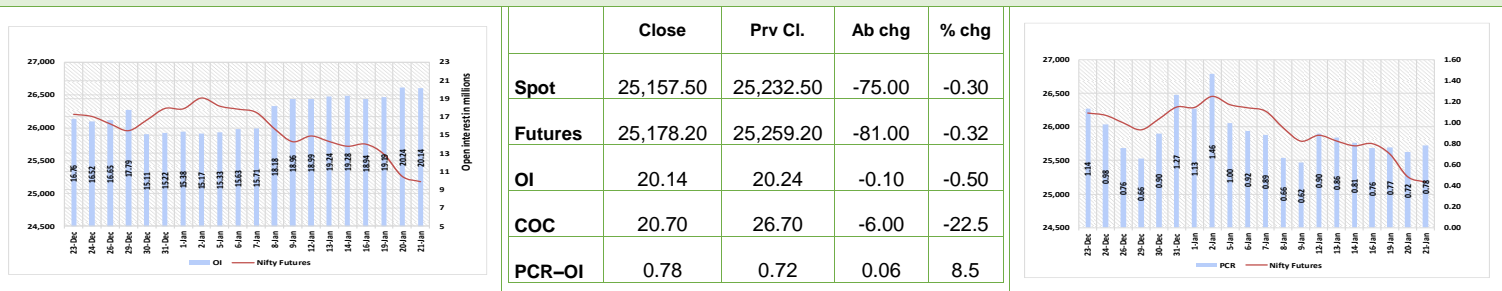 27,000
26,500
26,000
25,500
25,000
24,500
23
21
19
17
15
13
11
9
7
5
Open interest in millions
16.76
16.52
16.65
17.79
15.11
15.22
15.38
15.17
15.33
15.63
15.71
18.18
18.96
18.99
19.24
19.28
18.94
19.19
20.24
20.14
23-Dec
24-Dec
26-Dec
29-Dec
30-Dec
31-Dec
1-Jan
2-Jan
5-Jan
6-Jan
7-Jan
8-Jan
9-Jan
12-Jan
13-Jan
14-Jan
16-Jan
19-Jan
20-Jan
21-Jan
OI Nifty Futures
Close Prv Cl. Ab chg % chg
Spot 25,157.50 25,232.50 -75.00 -0.30
Futures 25,178.20 25,259.20 -81.00 -0.32
OI 20.14 20.24 -0.10 -0.50
COC 20.70 26.70 -6.00 -22.5
PCR–OI 0.78 0.72 0.06 8.5
27,000
26,500
26,000
25,500
25,000
24,500
1.60
1.40
1.20
1.00
0.80
0.60
0.40
0.20
0.00
1.14
0.98
0.76
0.66
0.90
1.27
1.13
1.46
1.00
0.92
0.89
0.66
0.62
0.90
0.86
0.81
0.76
0.77
0.72
0.78
23-Dec
24-Dec
26-Dec
29-Dec
30-Dec
31-Dec
1-Jan
2-Jan
5-Jan
6-Jan
7-Jan
8-Jan
9-Jan
12-Jan
13-Jan
14-Jan
16-Jan
19-Jan
20-Jan
21-Jan
PCR Nifty Futures